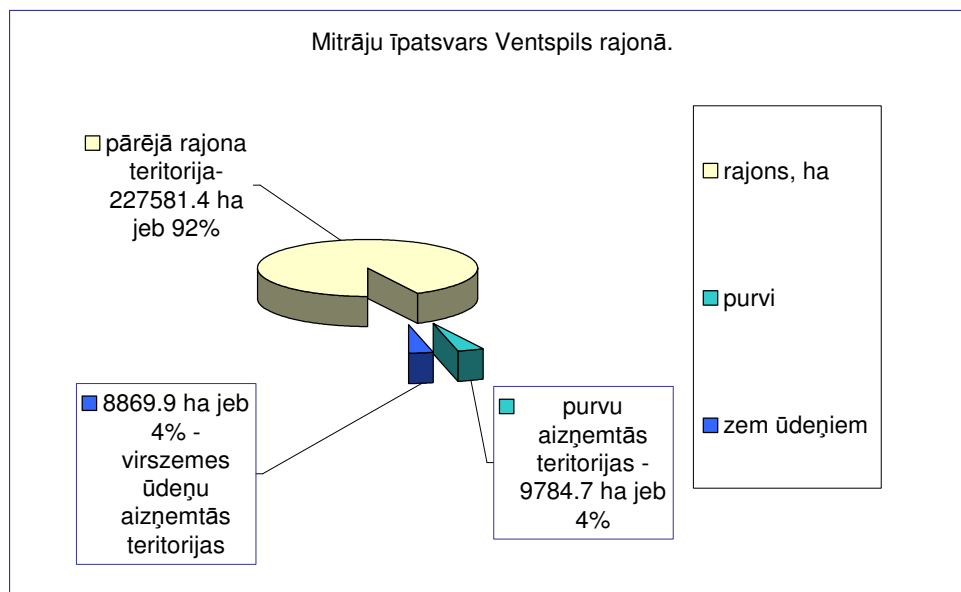 Mitrāju īpatsvars Ventspils rajonā.
pārējā rajona
teritorija-
227581.4 ha
jeb 92%
8869.9 ha jeb
4% -
virszemes
ūdeņu
aizņemtās
teritorijas
purvu
aizņemtās
teritorijas -
9784.7 ha jeb
4%
rajons, ha
purvi
zem ūdeņiem